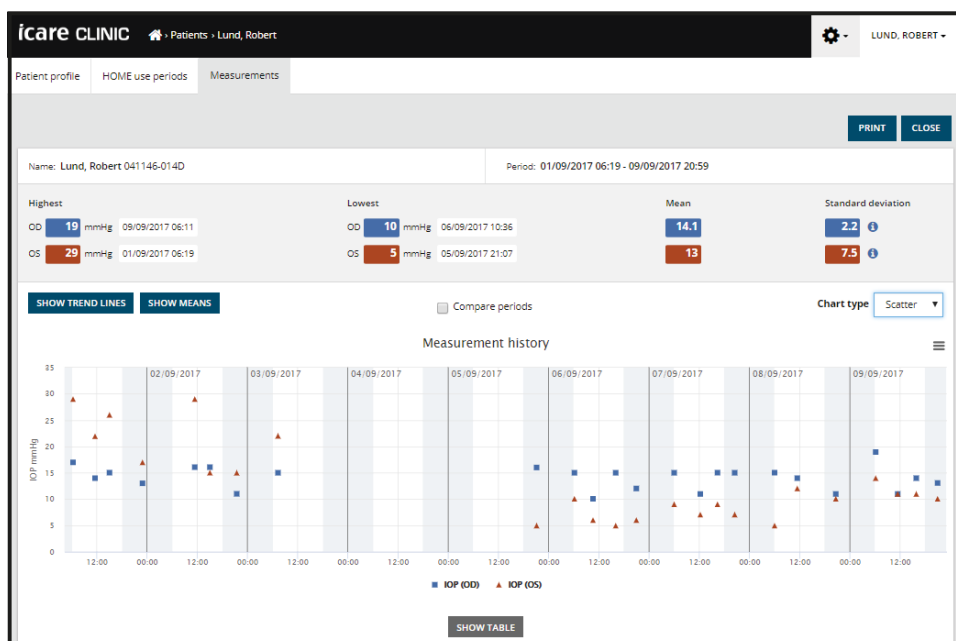 icare CLINIC › Patients › Lund, Robert LUND, ROBERT
Patient profile HOME use periods Measurements
PRINT CLOSE
Name: Lund, Robert 041146-014D Period: 01/09/2017 06:19 - 09/09/2017 20:59
Highest Lowest Mean Standard deviation
OD 19 mmHg 09/09/2017 06:11 OD 10 mmHg 06/09/2017 10:36 14.1 2.2
OS 29 mmHg 01/09/2017 06:19 OS 5 mmHg 05/09/2017 21:07 13 7.5
SHOW TREND LINES SHOW MEANS Compare periods Chart type Scatter
Measurement history
35 02/09/2017 03/09/2017 04/09/2017 05/09/2017 06/09/2017 07/09/2017 08/09/2017 09/09/2017
30
25
20
IOP mmHg
15
10
5
0
12:00 00:00 12:00 00:00 12:00 00:00 12:00 00:00 12:00 00:00 12:00 00:00 12:00 00:00 12:00 00:00 12:00
IOP (OD) IOP (OS)
SHOW TABLE